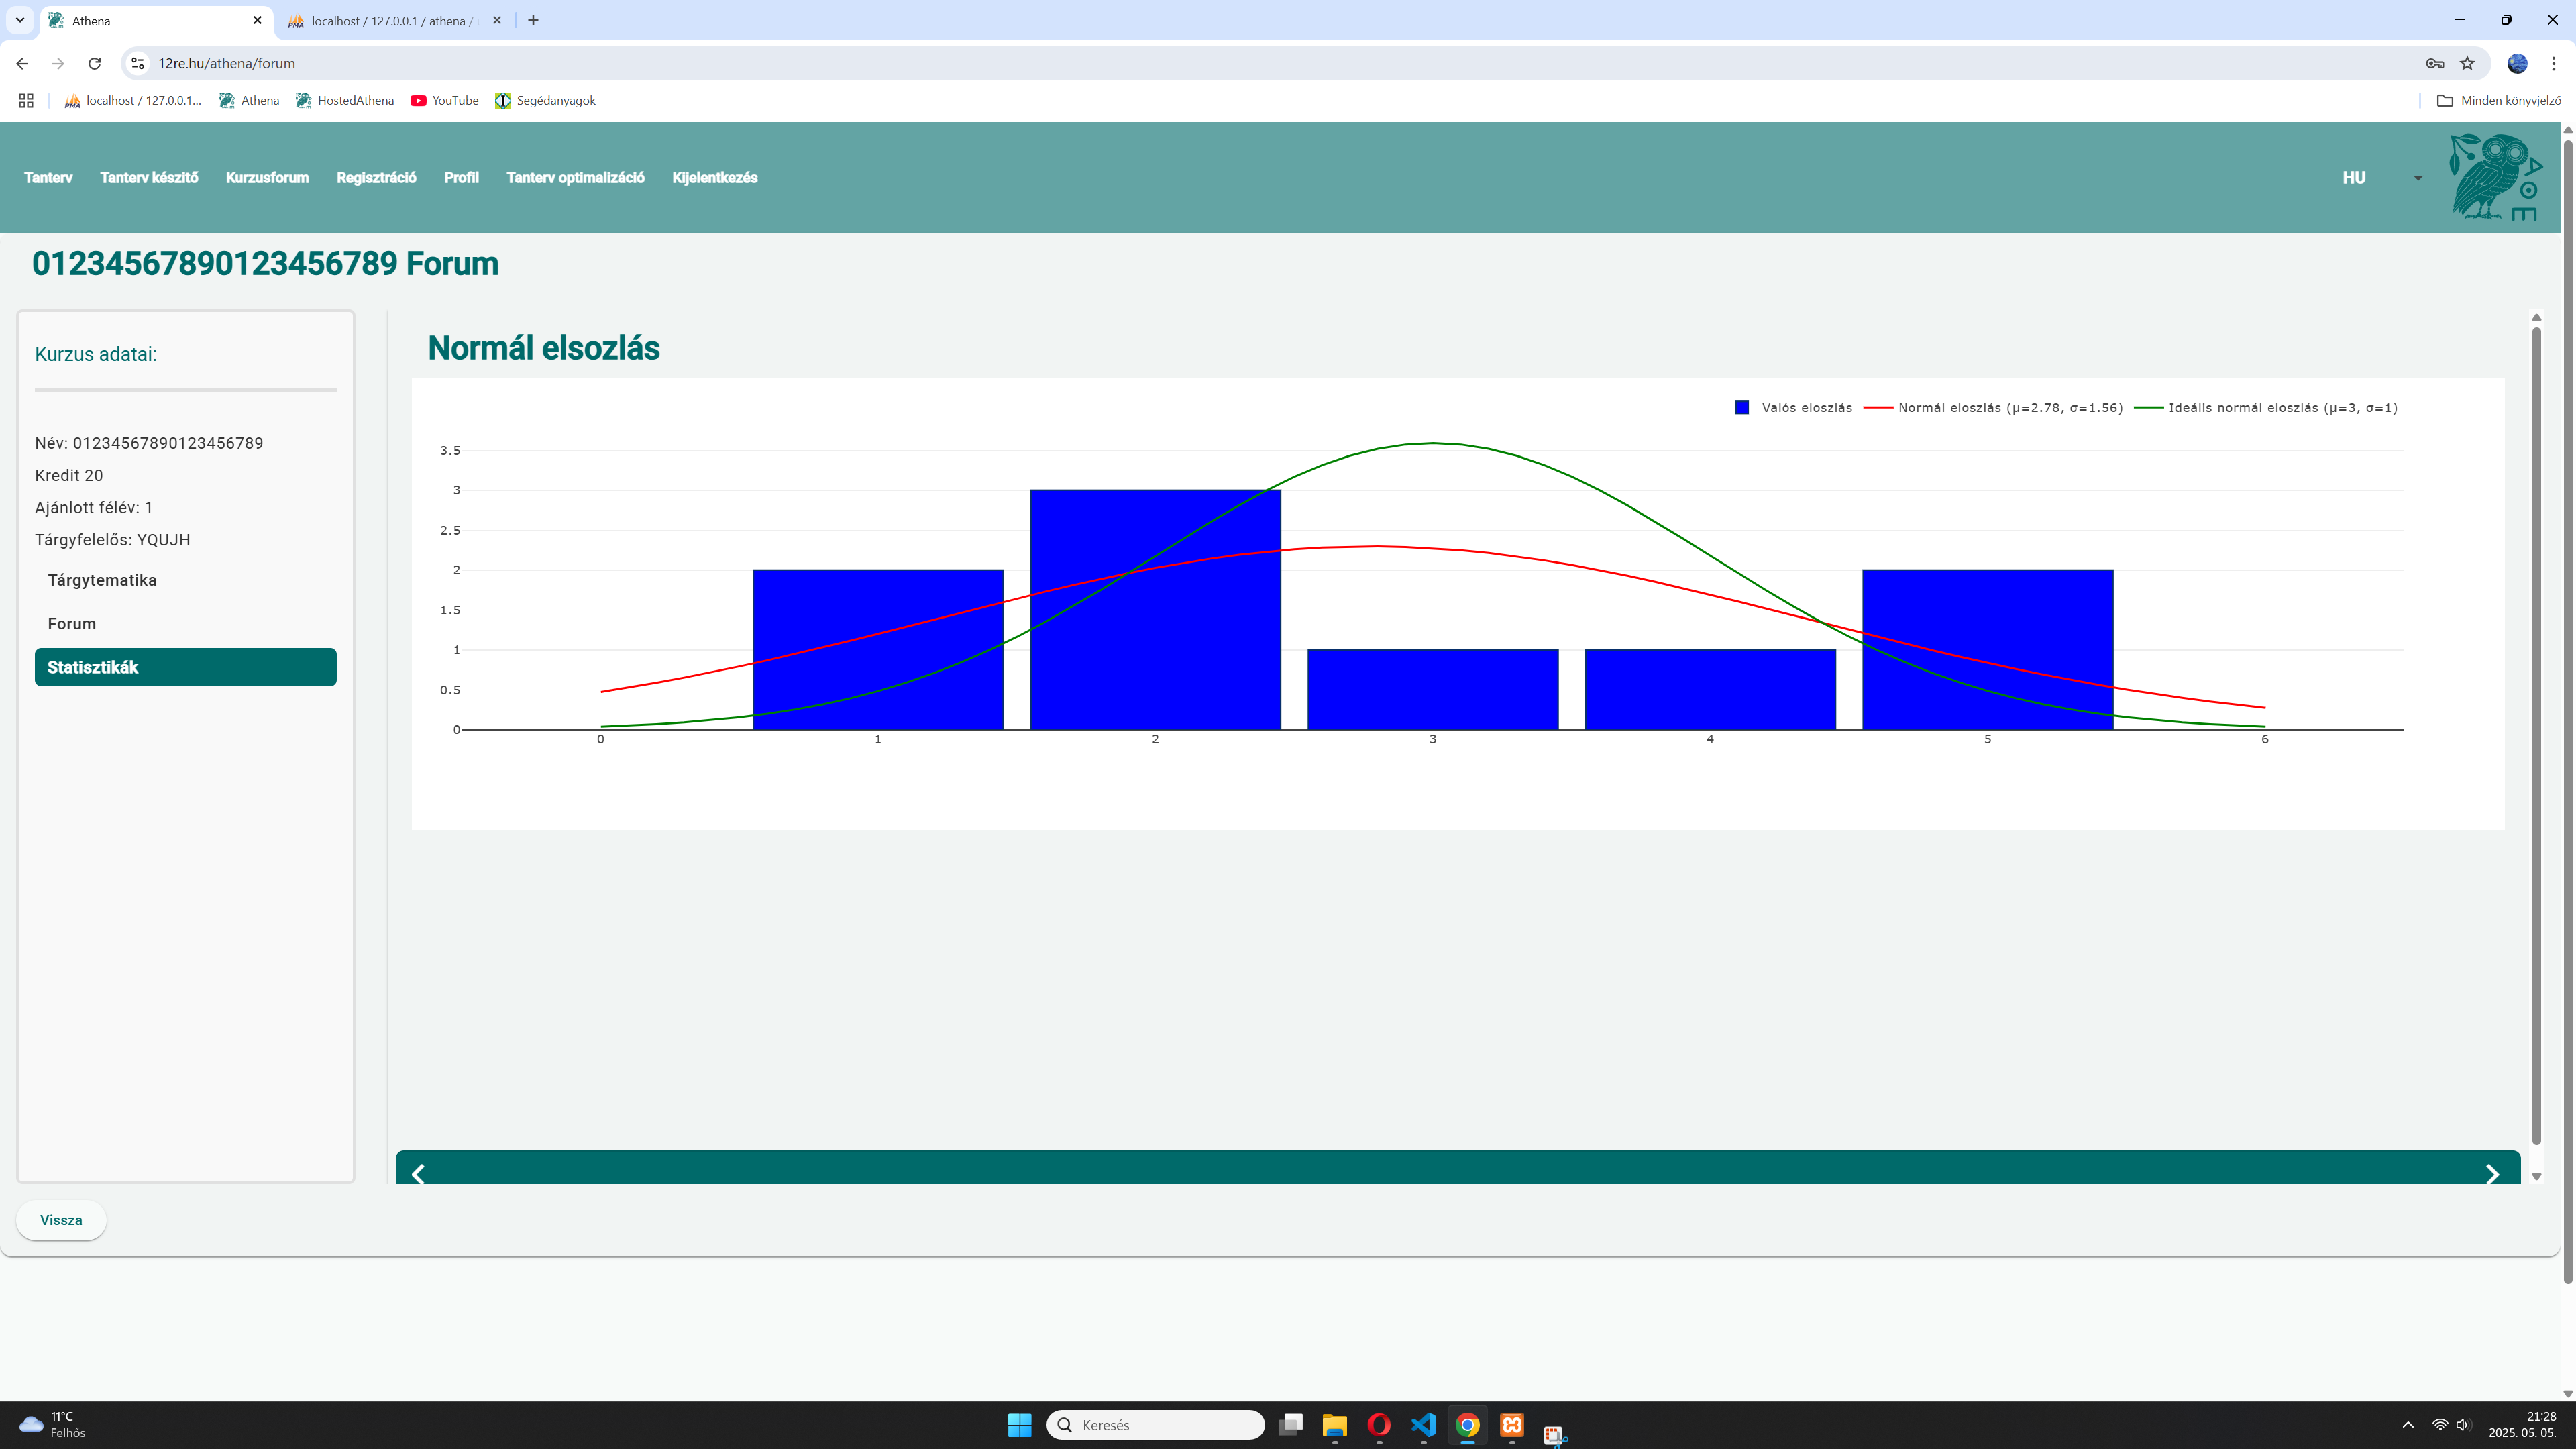 Athena
localhost / 127.0.0.1 / athena /
12re.hu/athena/forum
localhost / 127.0.0.1... Athena HostedAthena YouTube Segédanyagok Minden könyvjelző
Tanterv Tanterv készitő Kurzusforum Regisztráció Profil Tanterv optimalizáció Kijelentkezés HU
ΑΘΕ
01234567890123456789 Forum
Kurzus adatai:
Név: 01234567890123456789
Kredit 20
Ajánlott félév: 1
Tárgyfelelős: YQUJH
Tárgytematika
Forum
Statisztikák
Normál elsozlás
Valós eloszlás Normál eloszlás (μ=2.78, σ=1.56) Ideális normál eloszlás (μ=3, σ=1)
3.5
3
2.5
2
1.5
1
0.5
0
0 1 2 3 4 5 6
Vissza
11°C
Felhős
Keresés
21:28
2025. 05. 05.